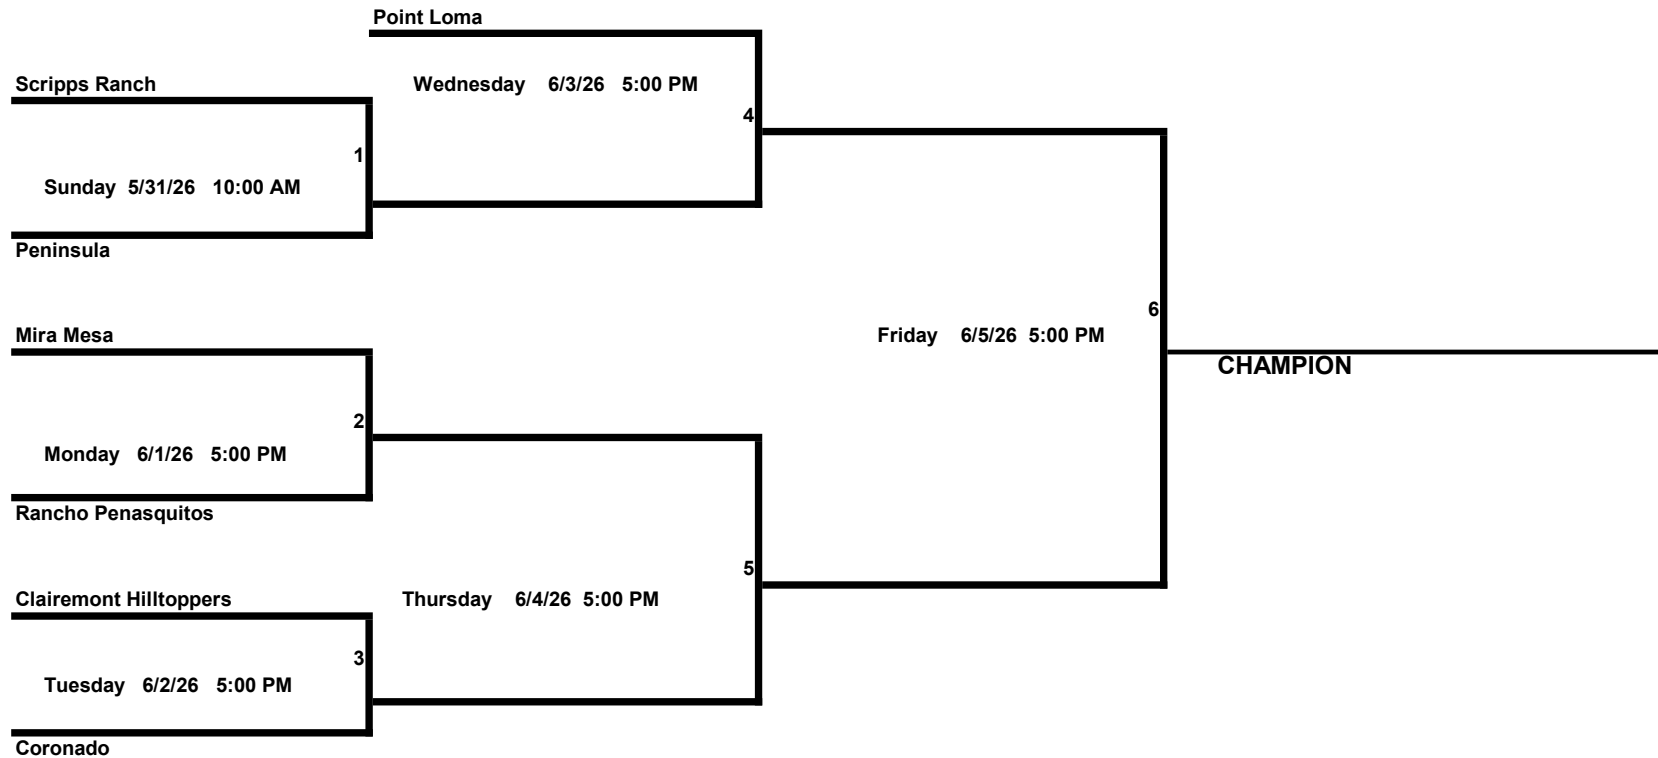 Point Loma
Scripps Ranch
Wednesday 6/3/26 5:00 PM
4
1
Sunday 5/31/26 10:00 AM
Peninsula
6
Mira Mesa
Friday 6/5/26 5:00 PM
CHAMPION
2
Monday 6/1/26 5:00 PM
Rancho Penasquitos
5
Clairemont Hilltoppers
Thursday 6/4/26 5:00 PM
3
Tuesday 6/2/26 5:00 PM
Coronado